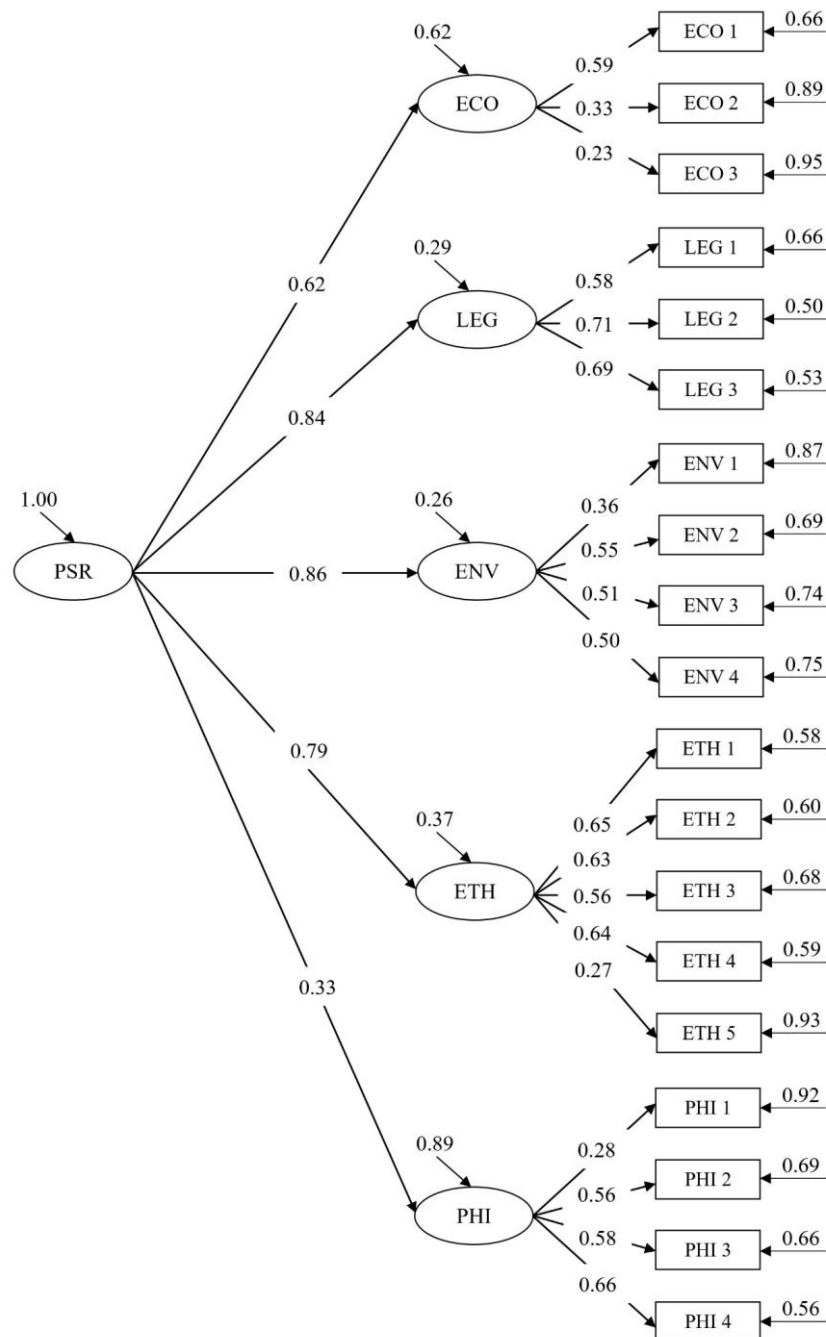 0.62
ECO
0.59
0.33
0.23
ECO 1
0.66
ECO 2
0.89
ECO 3
0.95
0.62
0.29
LEG
0.58
0.71
0.69
LEG 1
0.66
LEG 2
0.50
LEG 3
0.53
0.84
1.00
PSR
0.86
0.26
ENV
0.36
0.55
0.51
0.50
ENV 1
0.87
ENV 2
0.69
ENV 3
0.74
ENV 4
0.75
0.79
0.37
ETH
0.65
0.63
0.56
0.64
0.27
ETH 1
0.58
ETH 2
0.60
ETH 3
0.68
ETH 4
0.59
ETH 5
0.93
0.33
0.89
PHI
0.28
0.56
0.58
0.66
PHI 1
0.92
PHI 2
0.69
PHI 3
0.66
PHI 4
0.56